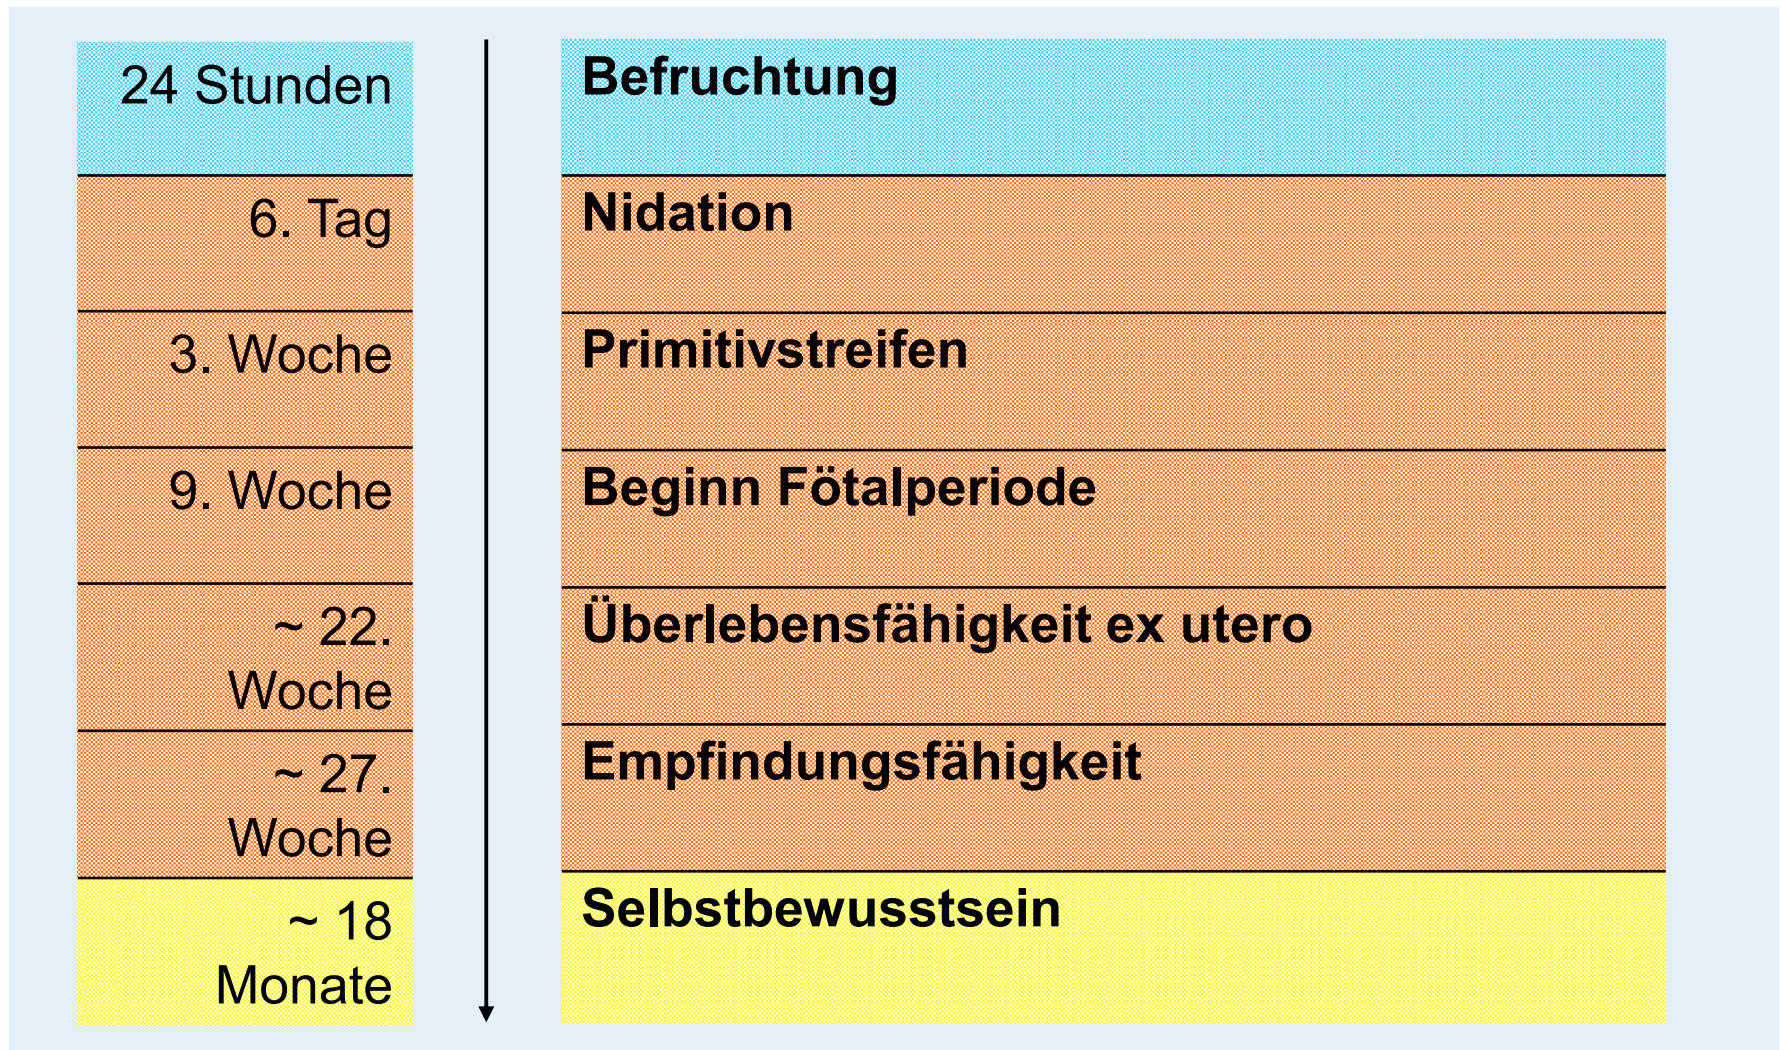 24 Stunden
Befruchtung
6. Tag
Nidation
3. Woche
Primitivstreifen
9. Woche
Beginn Fötalperiode
~ 22.
Woche
Überlebensfähigkeit ex utero
~ 27.
Woche
Empfindungsfähigkeit
~ 18
Monate
Selbstbewusstsein